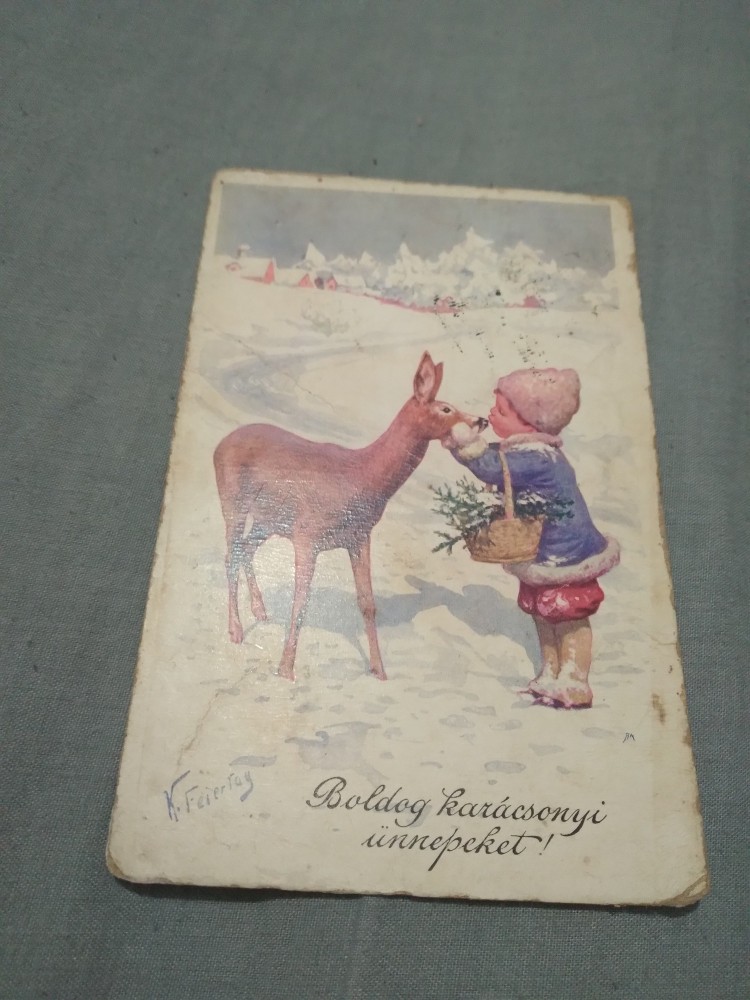 K. Feiertag
Boldog karácsonyi
ünnepeket!